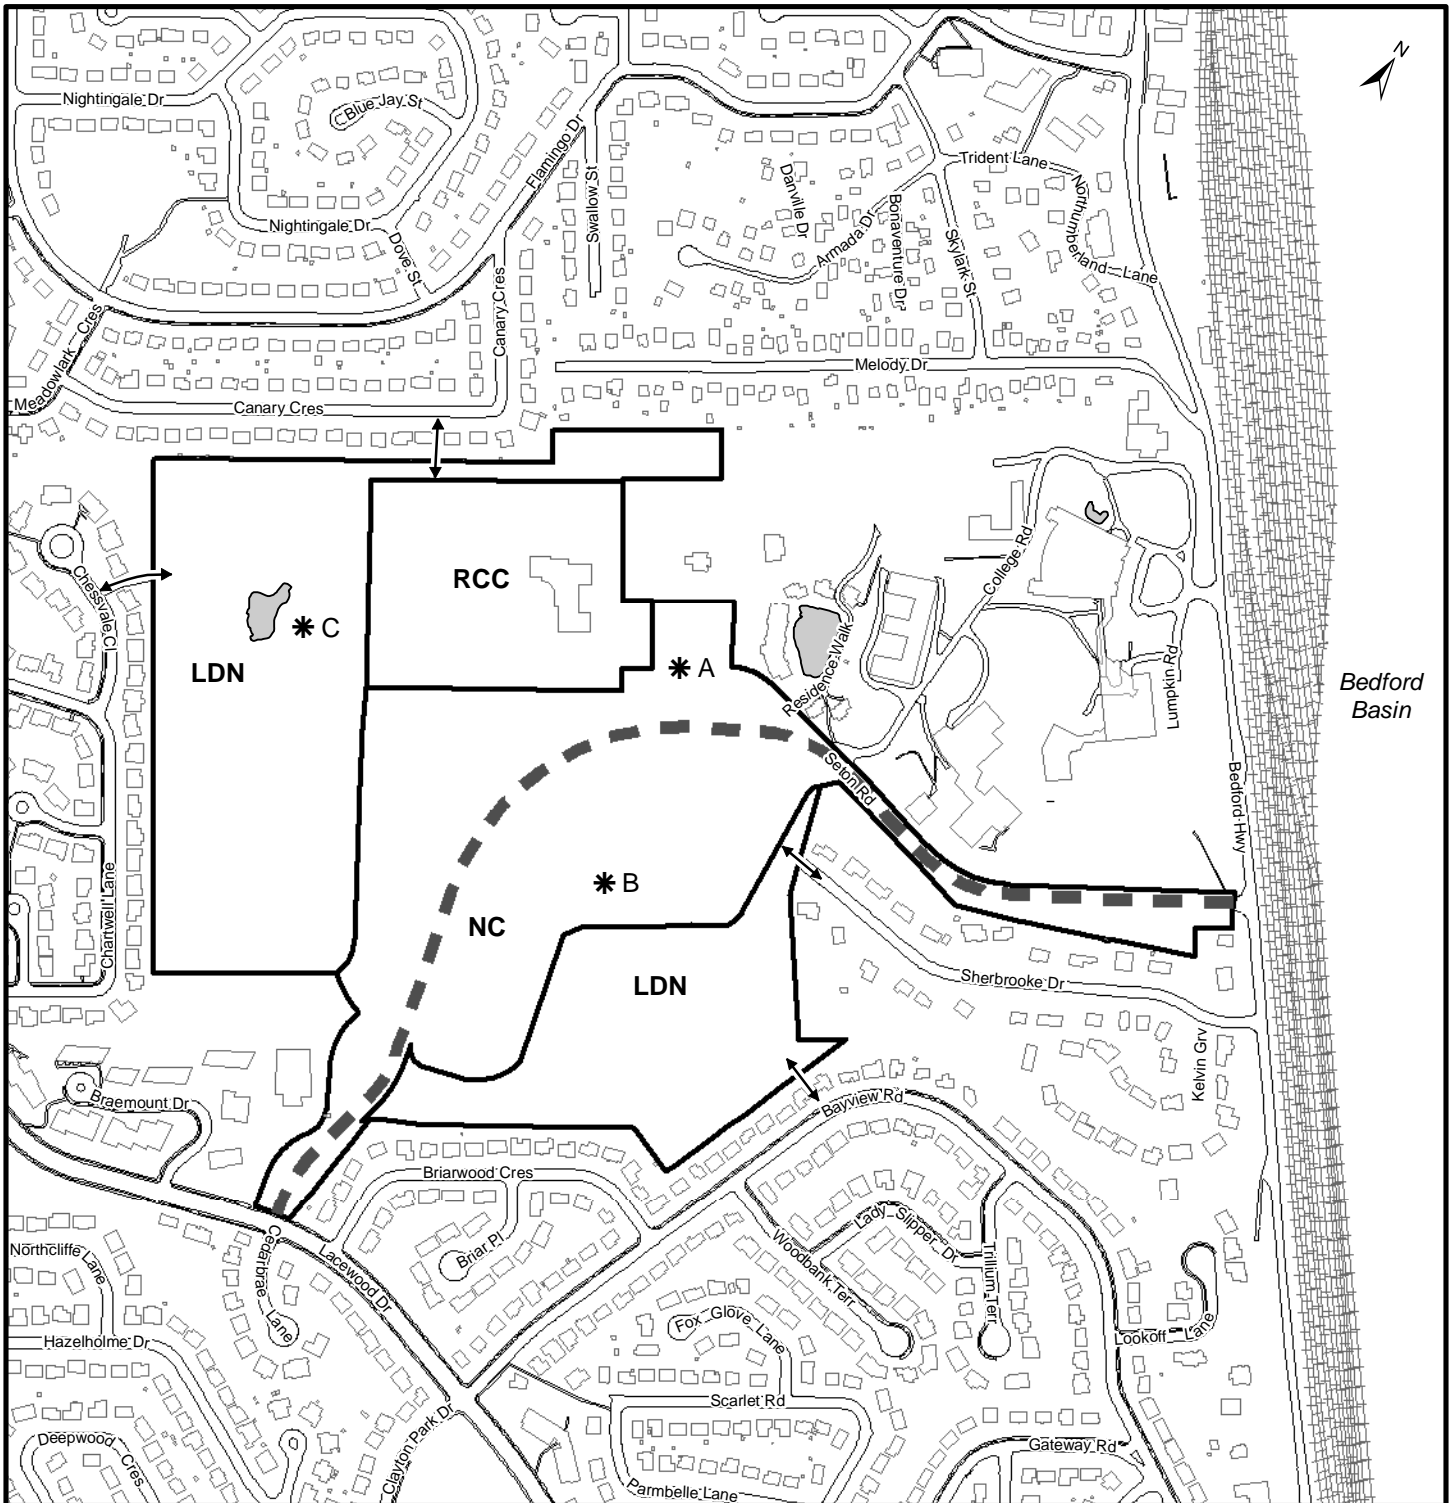 N
Nightingale Dr
Blue Jay St
Flamingo Dr
Swallow St
Danville Dr
Trident Lane
Northumberland Lane
Armada Dr
Bonaventure Dr
Skylark St
Nightingale Dr
Dove St
Canary Cres
Meadowlark Cres
Melody Dr
Canary Cres
Chessvale Cl
RCC
College Rd
C
LDN
A
Residence Walk
Lumpkin Rd
Bedford
Basin
Seton Rd
Bedford Hwy
Chartwell Lane
B
NC
LDN
Sherbrooke Dr
Kelvin Grv
Braemount Dr
Bayview Rd
Briarwood Cres
Lady Slipper Dr
Northcliffe Lane
Cedarbrae Lane
Lacewood Dr
Briar Pl
Woodbank Terr
Trillium Terr
Fox Glove Lane
Lookoff Lane
Hazelholme Dr
Scarlet Rd
Deepwood Cres
Clayton Park Dr
Gateway Rd
Parmbelle Lane